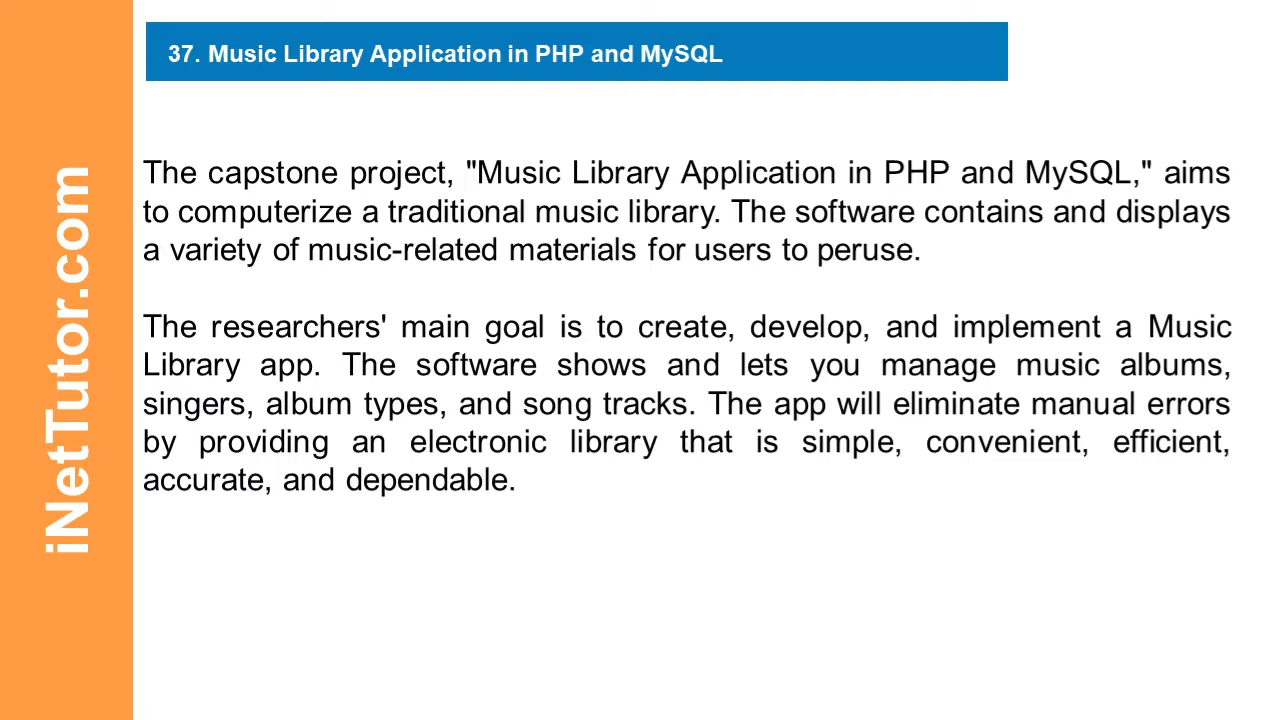 37. Music Library Application in PHP and MySQL
iNetTutor.com
The capstone project, "Music Library Application in PHP and MySQL," aims
to computerize a traditional music library. The software contains and displays
a variety of music-related materials for users to peruse.
The researchers' main goal is to create, develop, and implement a Music
Library app. The software shows and lets you manage music albums,
singers, album types, and song tracks. The app will eliminate manual errors
by providing an electronic library that is simple, convenient, efficient,
accurate, and dependable.